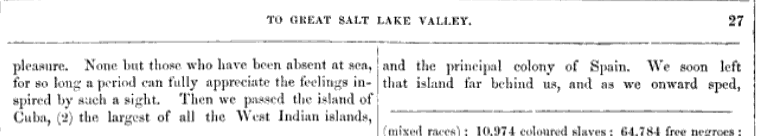 TO GREAT SALT LAKE VALLEY. 27
pleasure. None but those who have been absent at sea,
for so long a period can fully appreciate the feelings in-
spired by such a sight. Then we passed the island of
Cuba, (2) the largest of all the West Indian islands,
and the principal colony of Spain. We soon left
that island far behind us, and as we onward sped,
(mixed races); 10,974 coloured slaves; 64,784 free negroes;